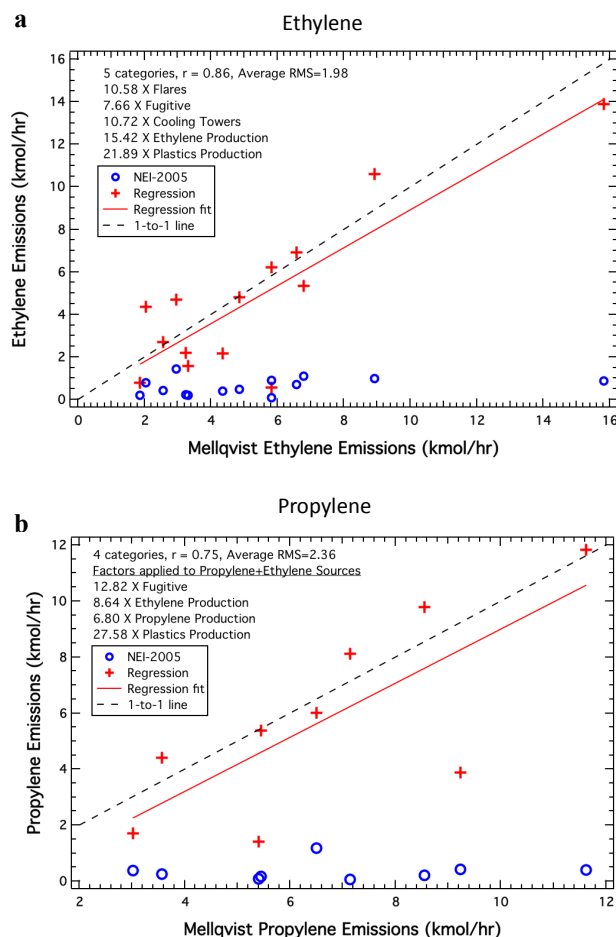 a
Ethylene
16
14
12
10
8
6
4
2
0
Ethylene Emissions (kmol/hr)
5 categories, r = 0.86, Average RMS=1.98
10.58 X Flares
7.66 X Fugitive
10.72 X Cooling Towers
15.42 X Ethylene Production
21.89 X Plastics Production
NEI-2005
Regression
Regression fit
1-to-1 line
0 2 4 6 8 10 12 14 16
Mellqvist Ethylene Emissions (kmol/hr)
b
Propylene
12
10
8
6
4
2
0
Propylene Emissions (kmol/hr)
4 categories, r = 0.75, Average RMS=2.36
Factors applied to Propylene+Ethylene Sources
12.82 X Fugitive
8.64 X Ethylene Production
6.80 X Propylene Production
27.58 X Plastics Production
NEI-2005
Regression
Regression fit
1-to-1 line
2 4 6 8 10 12
Mellqvist Propylene Emissions (kmol/hr)